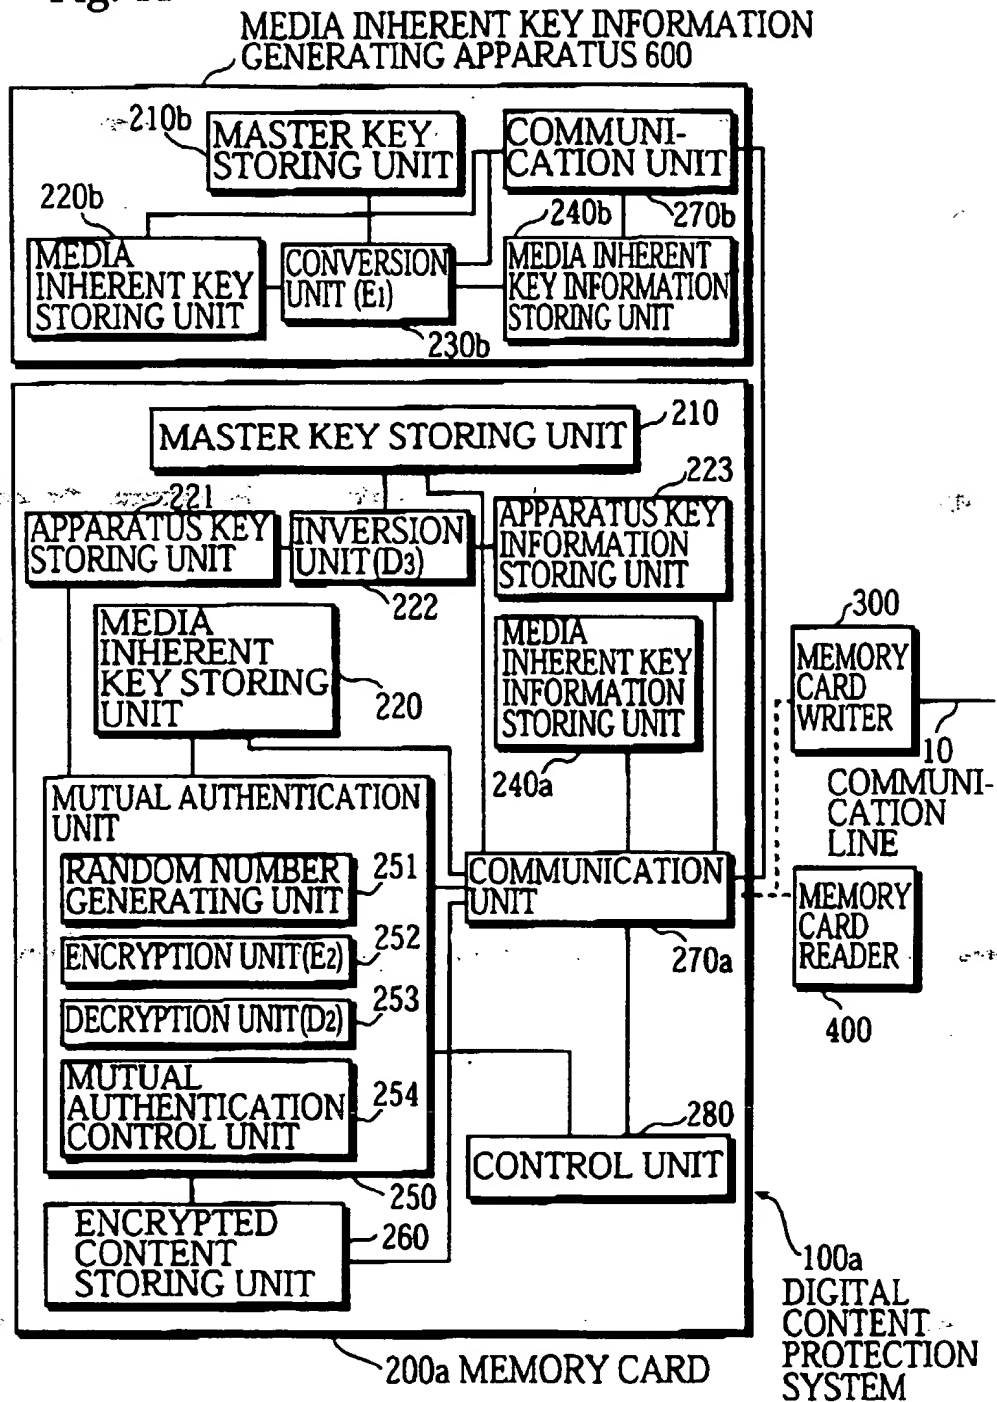 MEDIA INHERENT KEY INFORMATION
GENERATING APPARATUS 600
210b
MASTER KEY
STORING UNIT
COMMUNI-
CATION UNIT
220b
240b
270b
MEDIA
INHERENT KEY
STORING UNIT
CONVERSION
UNIT (E1)
MEDIA INHERENT
KEY INFORMATION
STORING UNIT
230b
MASTER KEY STORING UNIT
210
223
221
APPARATUS KEY
STORING UNIT
INVERSION
UNIT(D3)
APPARATUS KEY
INFORMATION
STORING UNIT
222
MEDIA
INHERENT
KEY STORING
UNIT
220
MEDIA
INHERENT KEY
INFORMATION
STORING UNIT
240a
300
MEMORY
CARD
WRITER
10
COMMUNI-
CATION
LINE
MUTUAL AUTHENTICATION
UNIT
RANDOM NUMBER
GENERATING UNIT
251
COMMUNICATION
UNIT
270a
MEMORY
CARD
READER
400
ENCRYPTION UNIT(E2)
252
DECRYPTION UNIT(D2)
253
MUTUAL
AUTHENTICATION
CONTROL UNIT
254
280
CONTROL UNIT
250
ENCRYPTED
CONTENT
STORING UNIT
260
100a
DIGITAL
CONTENT
PROTECTION
SYSTEM
200a MEMORY CARD